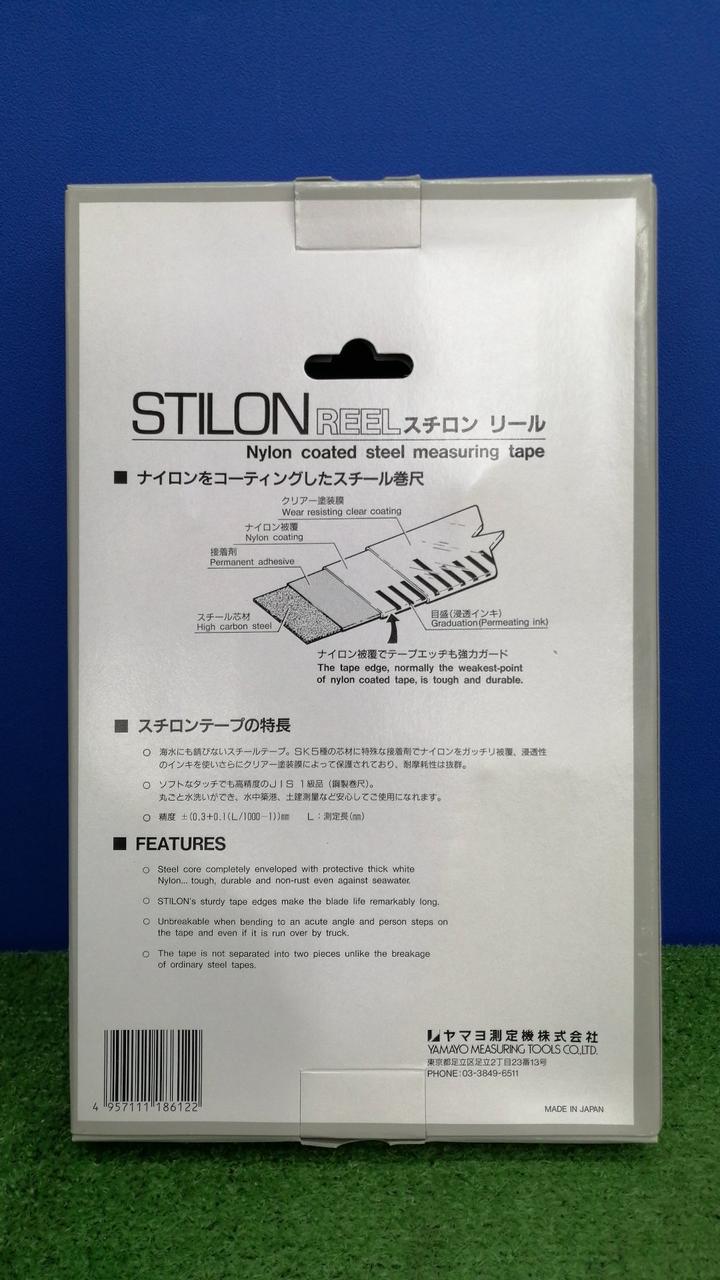 STILON REEL スチロン リール
Nylon coated steel measuring tape
■ ナイロンをコーティングしたスチール巻尺
クリアー塗装膜
Wear resisting clear coating
ナイロン被覆
Nylon coating
接着剤
Permanent adhesive
スチール芯材
High carbon steel
目盛(浸透インキ)
Graduation(Permeating ink)
ナイロン被覆でテープエッヂも強力ガード
The tape edge, normally the weakest-point
of nylon coated tape, is tough and durable.
■ スチロンテープの特長
○ 海水にも錆びないスチールテープ。SK5種の芯材に特殊な接着剤でナイロンをガッチリ被覆、浸透性
のインキを使いさらにクリアー塗装膜によって保護されており、耐摩耗性は抜群。
○ ソフトなタッチでも高精度のJIS 1級品(鋼製巻尺)。
丸ごと水洗いができ、水中築港、土建測量など安心してご使用になれます。
○ 精度 ±(0.3+0.1(L/1000-1))mm L:測定長(mm)
■ FEATURES
○ Steel core completely enveloped with protective thick white
Nylon... tough, durable and non-rust even against seawater.
○ STILON's sturdy tape edges make the blade life remarkably long.
○ Unbreakable when bending to an acute angle and person steps on
the tape and even if it is run over by truck.
○ The tape is not separated into two pieces unlike the breakage
of ordinary steel tapes.
ヤマヨ測定機株式会社
YAMAYO MEASURING TOOLS CO.,LTD.
東京都足立区足立2丁目23番13号
PHONE:03-3849-6511
4 957111 186122
MADE IN JAPAN